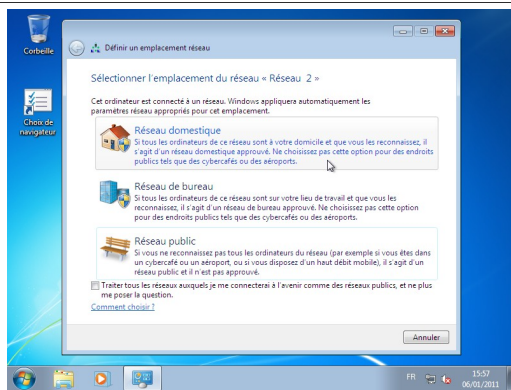 Corbeille
Choix de
navigateur
Définir un emplacement réseau
Sélectionner l'emplacement du réseau « Réseau 2 »
Cet ordinateur est connecté à un réseau. Windows appliquera automatiquement les
paramètres réseau appropriés pour cet emplacement.
Réseau domestique
Si tous les ordinateurs de ce réseau sont à votre domicile et que vous les reconnaissez, il
s'agit d'un réseau domestique approuvé. Ne choisissez pas cette option pour des endroits
publics tels que des cybercafés ou des aéroports.
Réseau de bureau
Si tous les ordinateurs de ce réseau sont sur votre lieu de travail et que vous les
reconnaissez, il s'agit d'un réseau de bureau approuvé. Ne choisissez pas cette option
pour des endroits publics tels que des cybercafés ou des aéroports.
Réseau public
Si vous ne reconnaissez pas tous les ordinateurs du réseau (par exemple si vous êtes dans
un cybercafé ou un aéroport, ou si vous disposez d'un haut débit mobile), il s'agit d'un
réseau public et il n'est pas approuvé.
Traiter tous les réseaux auxquels je me connecterai à l'avenir comme des réseaux publics, et ne plus
me poser la question.
Comment choisir ?
Annuler
FR
15:57
06/01/2011